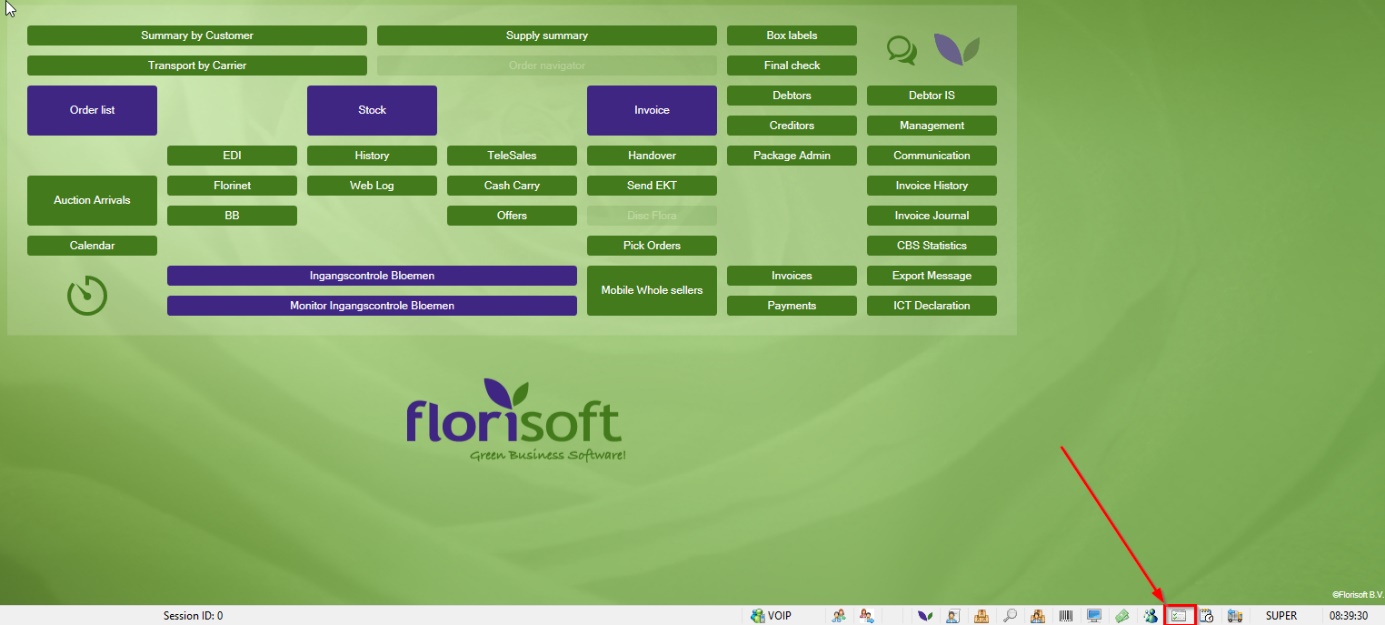 Summary by Customer
Supply summary
Box labels
Transport by Carrier
Order navigator
Final check
Order list
Stock
Invoice
Debtors
Debtor IS
Creditors
Management
EDI
History
TeleSales
Handover
Package Admin
Communication
Auction Arrivals
Florinet
Web Log
Cash Carry
Send EKT
Invoice History
BB
Offers
Disc Flora
Invoice Journal
Calendar
Pick Orders
CBS Statistics
Ingangscontrole Bloemen
Mobile Whole sellers
Invoices
Export Message
Monitor Ingangscontrole Bloemen
Payments
ICT Declaration
florisoft
Green Business Software!
©Florisoft B.V.
Session ID: 0
VOIP
SUPER
08:39:30